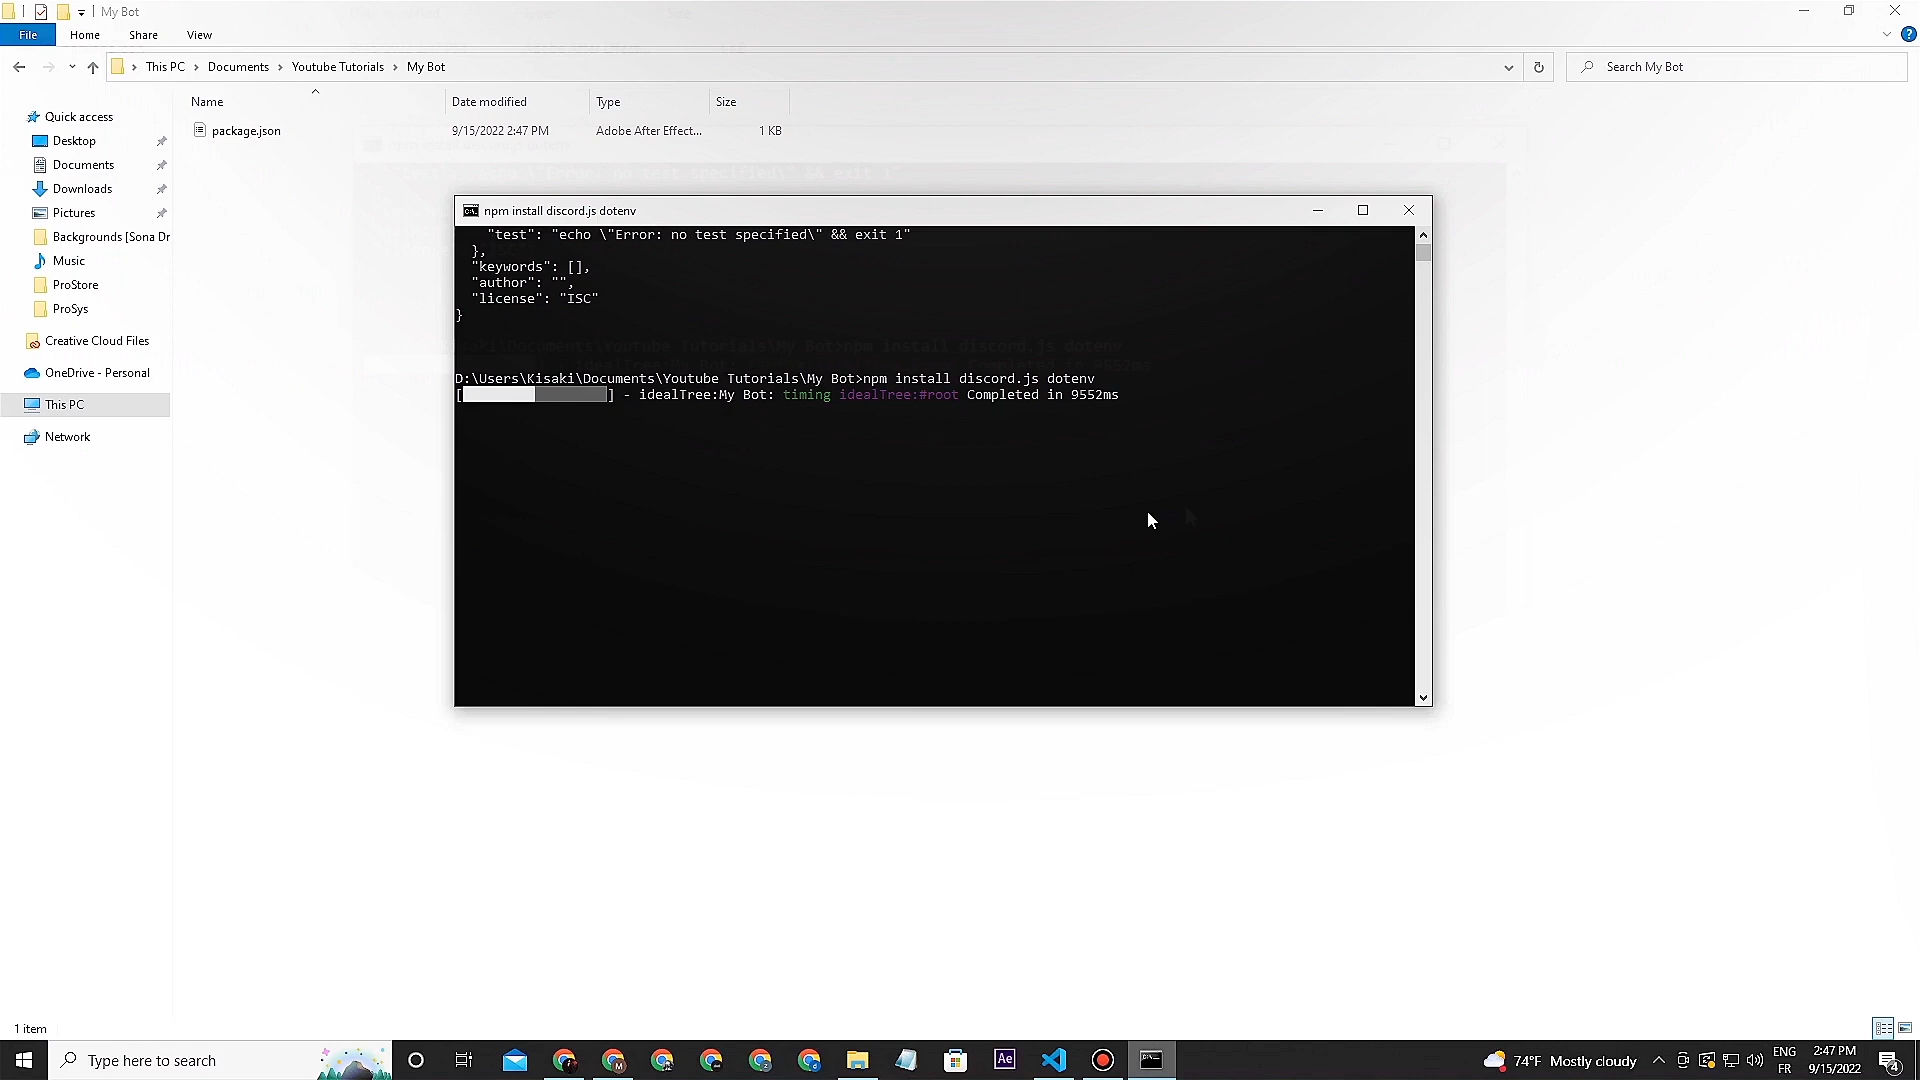 My Bot
File Home Share View
This PC Documents Youtube Tutorials My Bot
Search My Bot
Name Date modified Type Size
package.json 9/15/2022 2:47 PM Adobe After Effect... 1 KB
Quick access
Desktop
Documents
Downloads
Pictures
Backgrounds [Sona Dr
Music
ProStore
ProSys
Creative Cloud Files
OneDrive - Personal
This PC
Network
npm install discord.js dotenv
"test": "echo \"Error: no test specified\" && exit 1"
},
"keywords": [],
"author": "",
"license": "ISC"
}
D:\Users\Kisaki\Documents\Youtube Tutorials\My Bot>npm install discord.js dotenv
[ ] - idealTree:My Bot: timing idealTree:#root Completed in 9552ms
1 item
Type here to search
Ae
74°F Mostly cloudy
ENG
FR
2:47 PM
9/15/2022
4